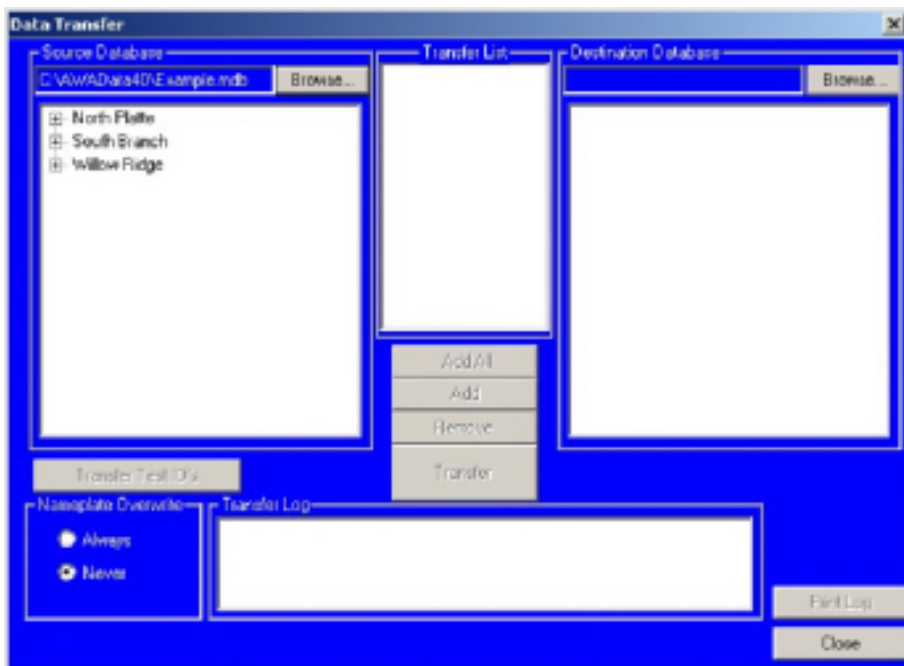 Data Transfer
Source Database
C:\AWAData40\Example.mdb
Browse...
North Platte
South Branch
Willow Ridge
Transfer List
Destination Database
Browse...
Add All
Add
Remove
Transfer
Transfer Test ID's
Nameplate Overwrite
Always
Never
Transfer Log
Print Log
Close